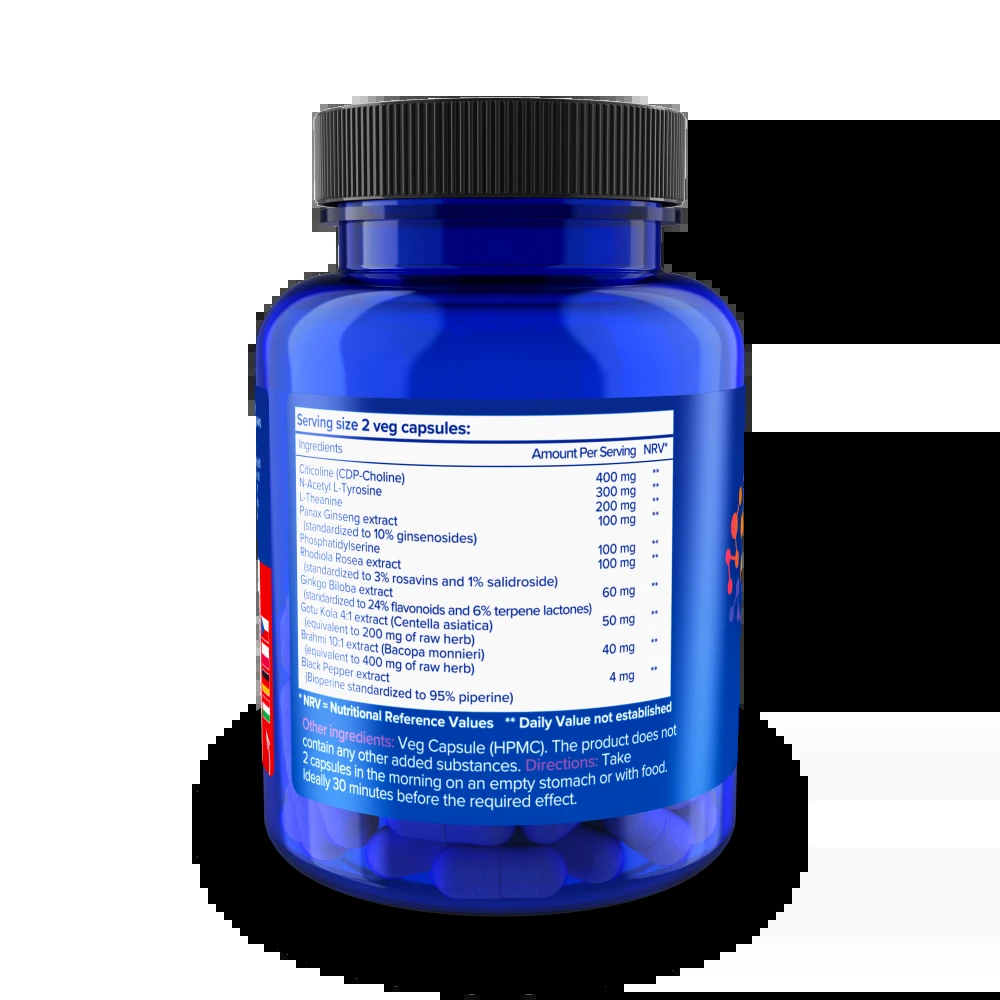 Serving size 2 veg capsules:
Ingredients Amount Per Serving NRV*
Citicoline (CDP-Choline) 400 mg **
N-Acetyl L-Tyrosine 300 mg **
L-Theanine 200 mg **
Panax Ginseng extract 100 mg **
(standardized to 10% ginsenosides)
Phosphatidylserine 100 mg **
Rhodiola Rosea extract 100 mg **
(standardized to 3% rosavins and 1% salidroside)
Ginkgo Biloba extract 60 mg **
(standardized to 24% flavonoids and 6% terpene lactones)
Gotu Kola 4:1 extract (Centella asiatica) 50 mg **
(equivalent to 200 mg of raw herb)
Brahmi 10:1 extract (Bacopa monnieri) 40 mg **
(equivalent to 400 mg of raw herb)
Black Pepper extract 4 mg **
(Bioperine standardized to 95% piperine)
* NRV = Nutritional Reference Values ** Daily Value not established
Other ingredients: Veg Capsule (HPMC). The product does not
contain any other added substances. Directions: Take
2 capsules in the morning on an empty stomach or with food.
Ideally 30 minutes before the required effect.